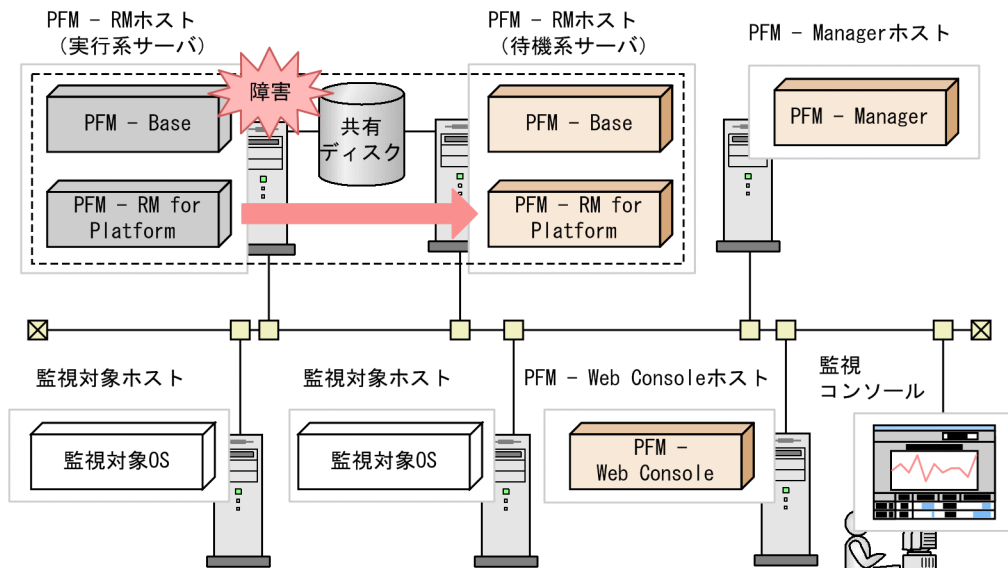 PFM - RMホスト
（実行系サーバ）
PFM - RMホスト
（待機系サーバ）
PFM - Managerホスト
障害
PFM - Base
共有
ディスク
PFM - Base
PFM - Manager
PFM - RM for
Platform
PFM - RM for
Platform
監視対象ホスト
監視対象ホスト
PFM - Web Consoleホスト
監視
コンソール
監視対象OS
監視対象OS
PFM -
Web Console